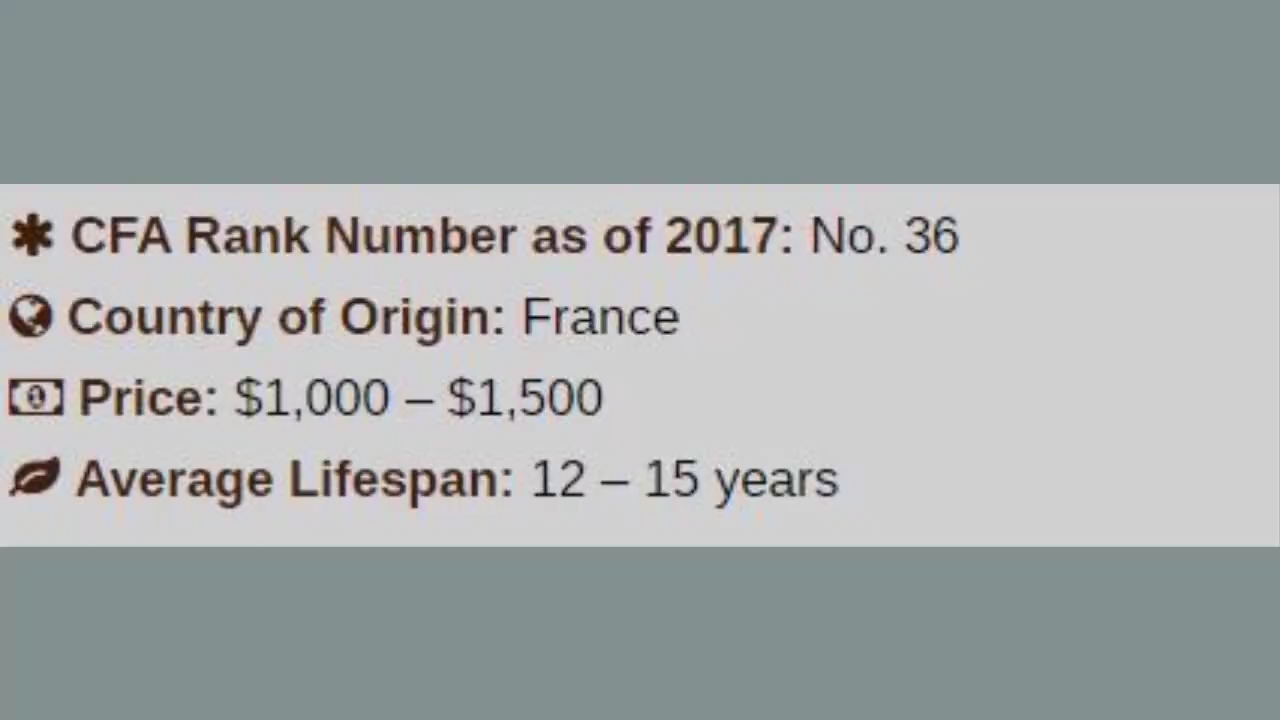 CFA Rank Number as of 2017: No. 36
Country of Origin: France
Price: $1,000 – $1,500
Average Lifespan: 12 – 15 years